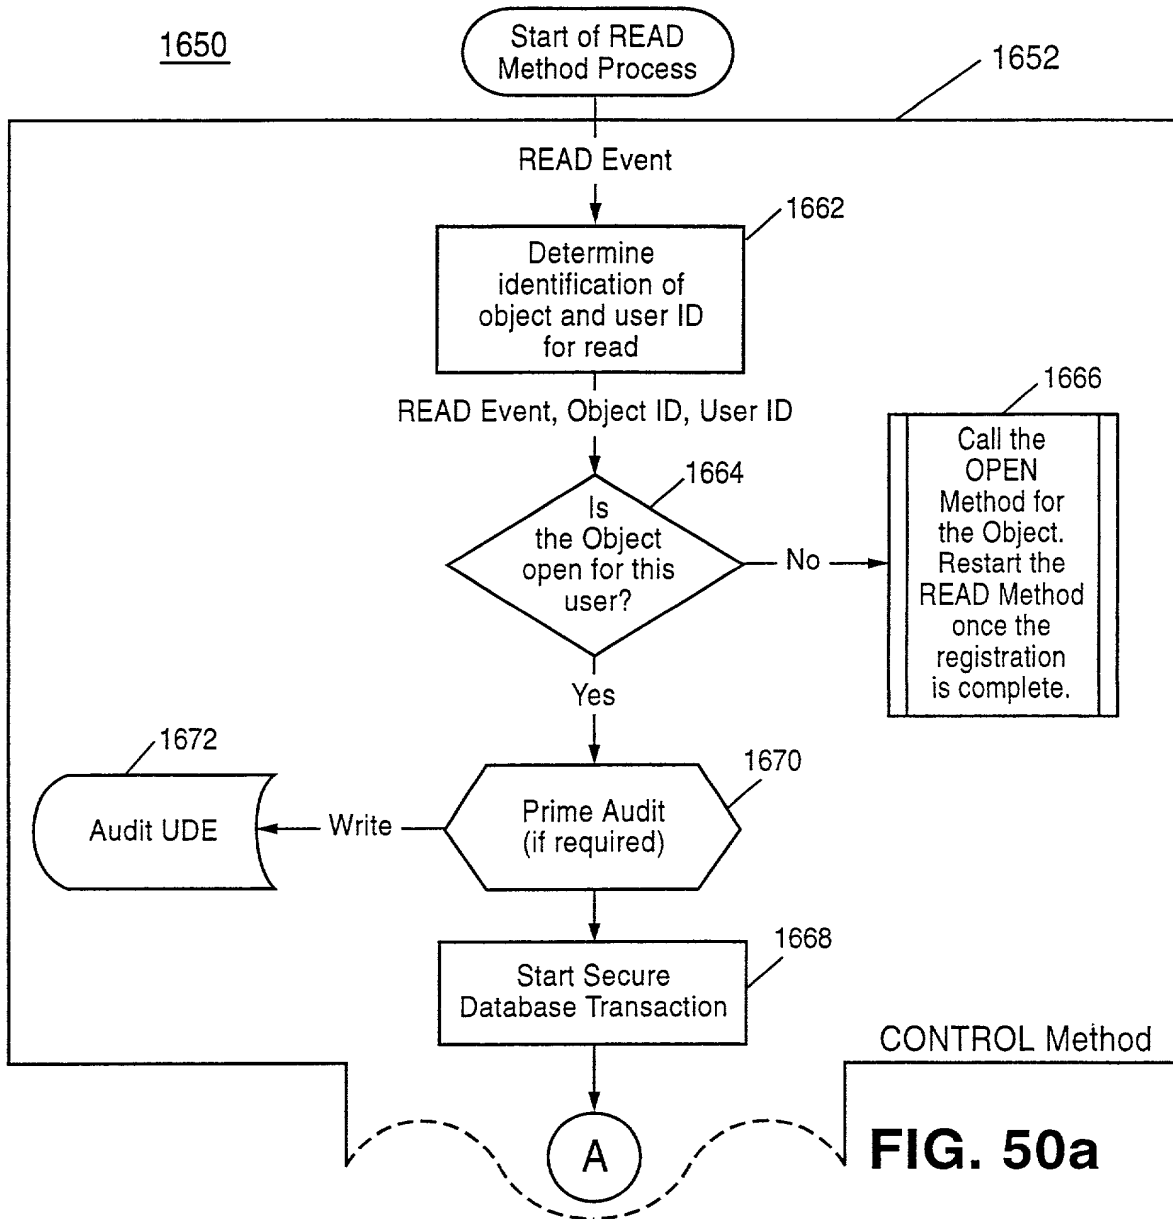 1650
Start of READ
Method Process
1652
READ Event
1662
Determine
identification of
object and user ID
for read
READ Event, Object ID, User ID
1666
Call the
OPEN
Method for
the Object.
Restart the
READ Method
once the
registration
is complete.
1664
Is
the Object
open for this
user?
No
Yes
1672
Audit UDE
Write
1670
Prime Audit
(if required)
1668
Start Secure
Database Transaction
CONTROL Method
A
FIG. 50a